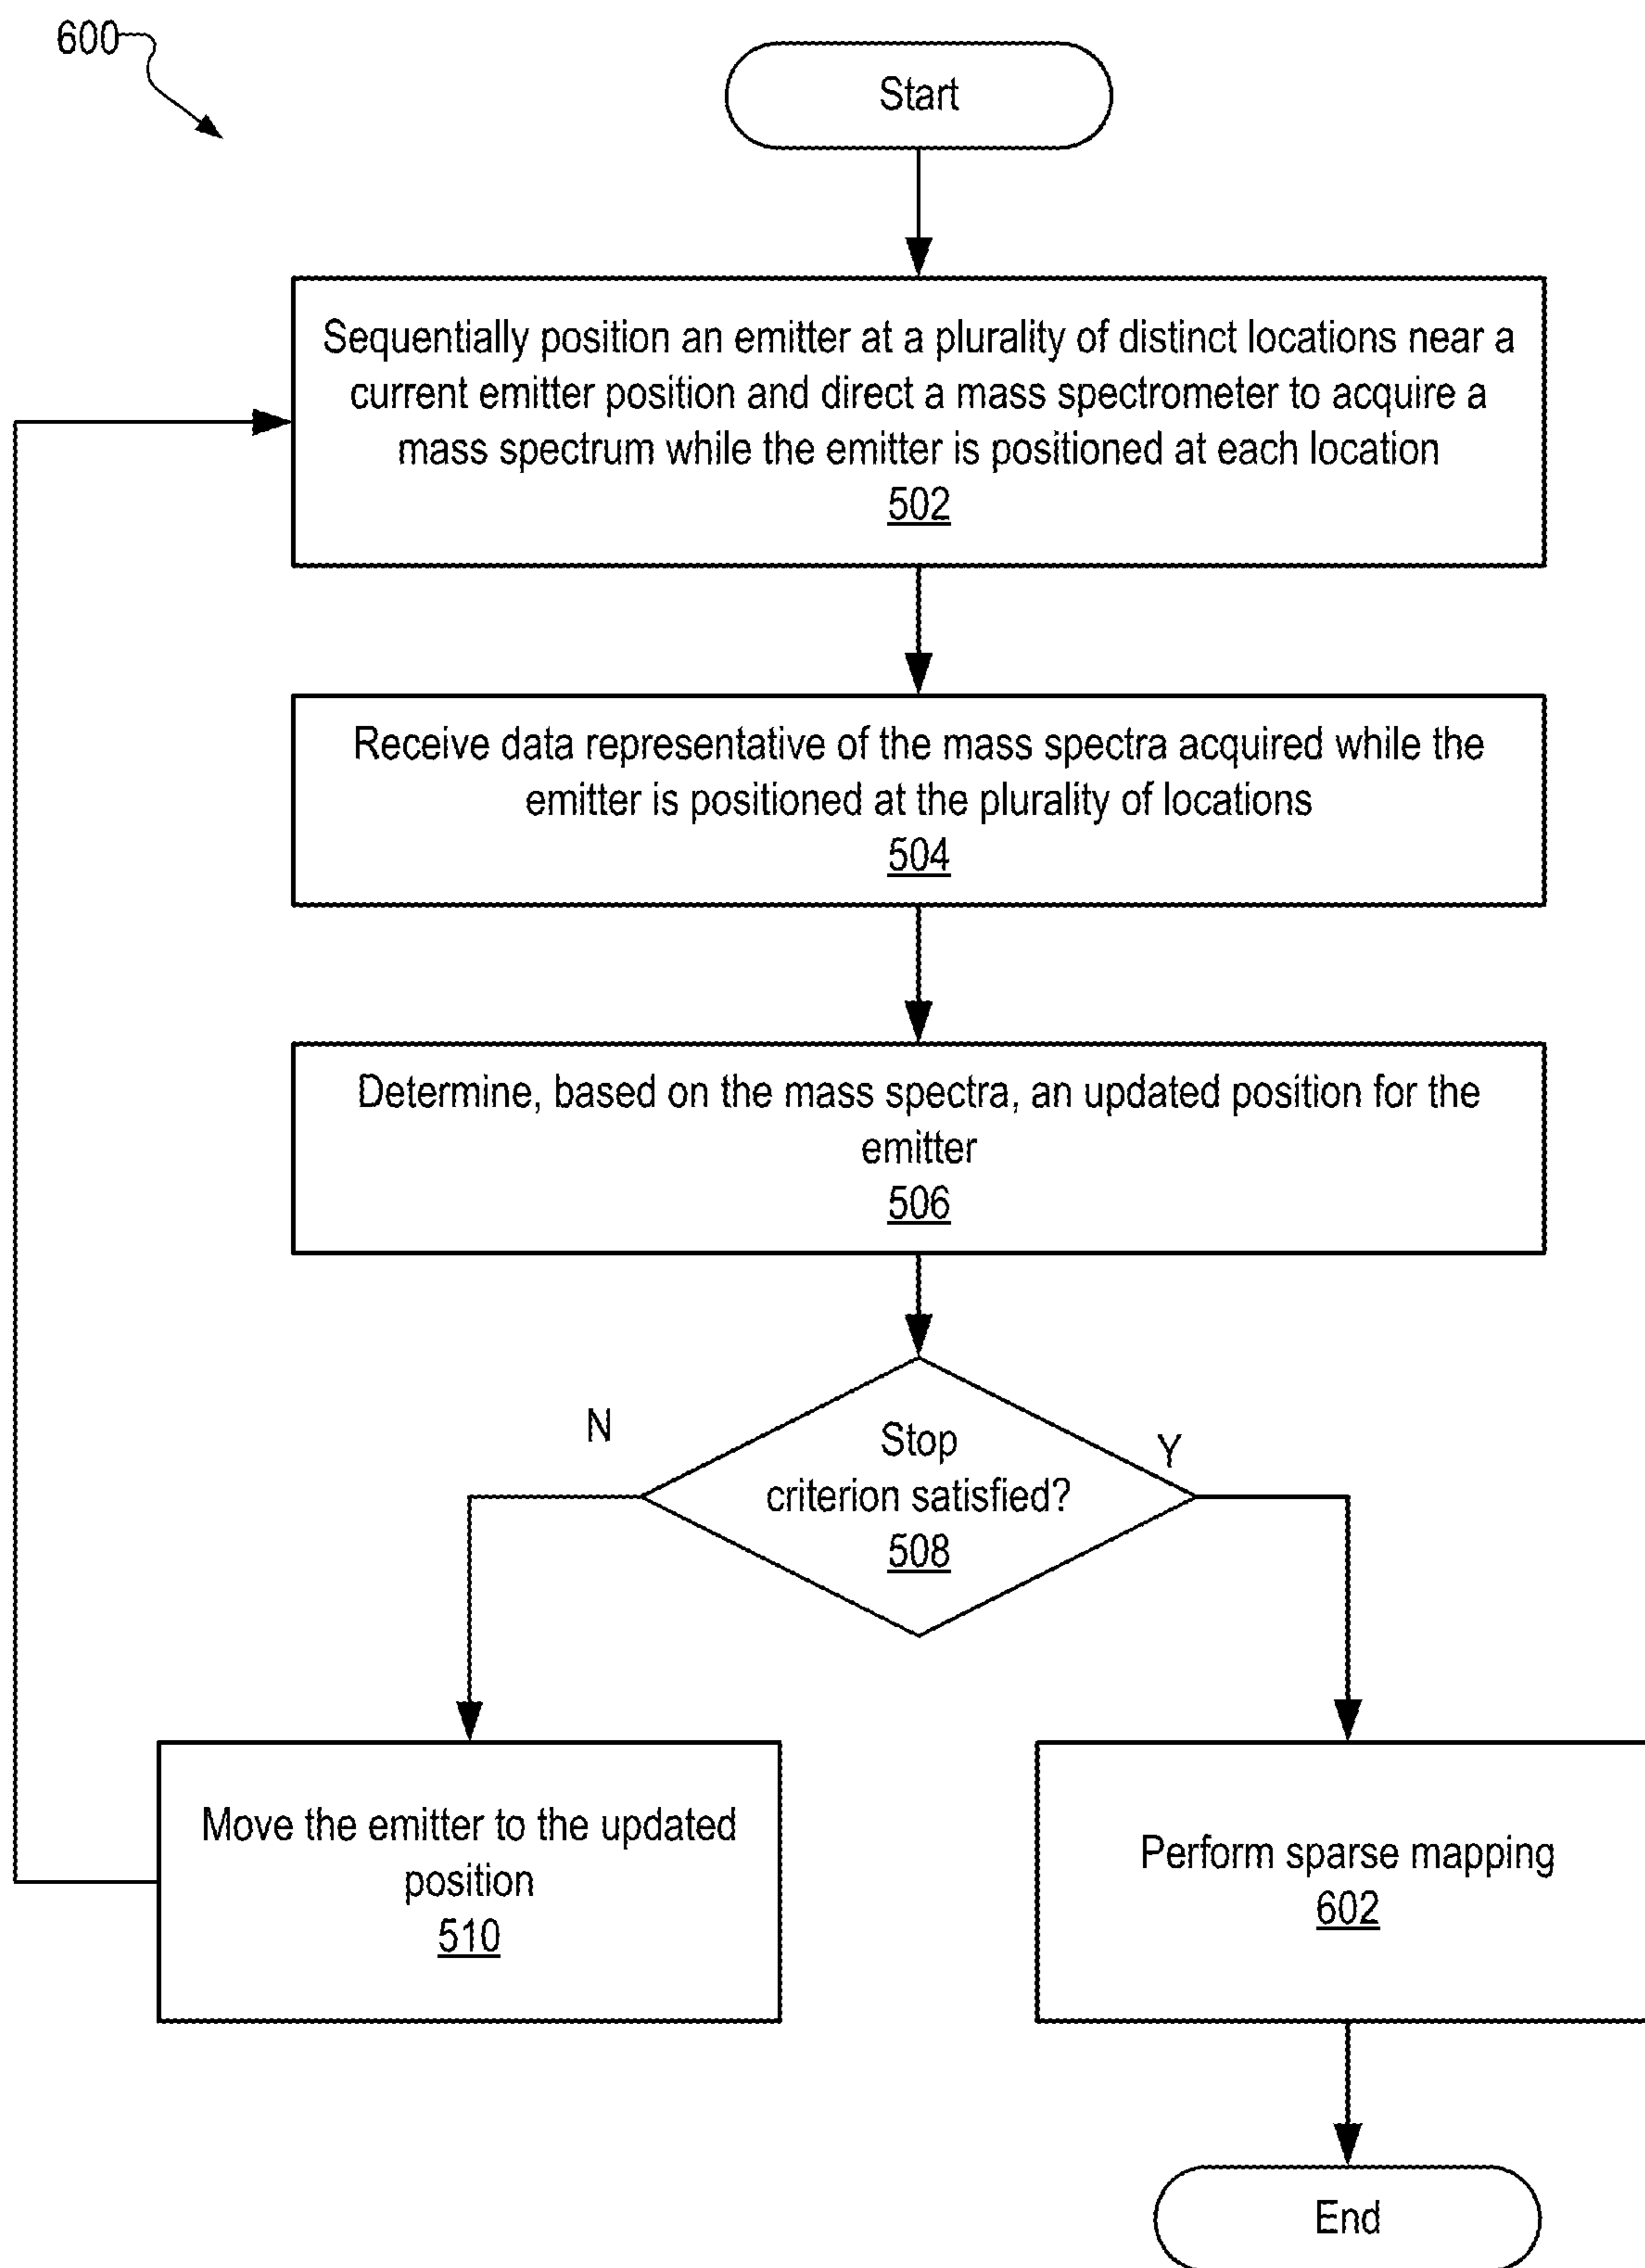 600
Start
Sequentially position an emitter at a plurality of distinct locations near a
current emitter position and direct a mass spectrometer to acquire a
mass spectrum while the emitter is positioned at each location
502
Receive data representative of the mass spectra acquired while the
emitter is positioned at the plurality of locations
504
Determine, based on the mass spectra, an updated position for the
emitter
506
N
Y
Stop
criterion satisfied?
508
Move the emitter to the updated
position
510
Perform sparse mapping
602
End